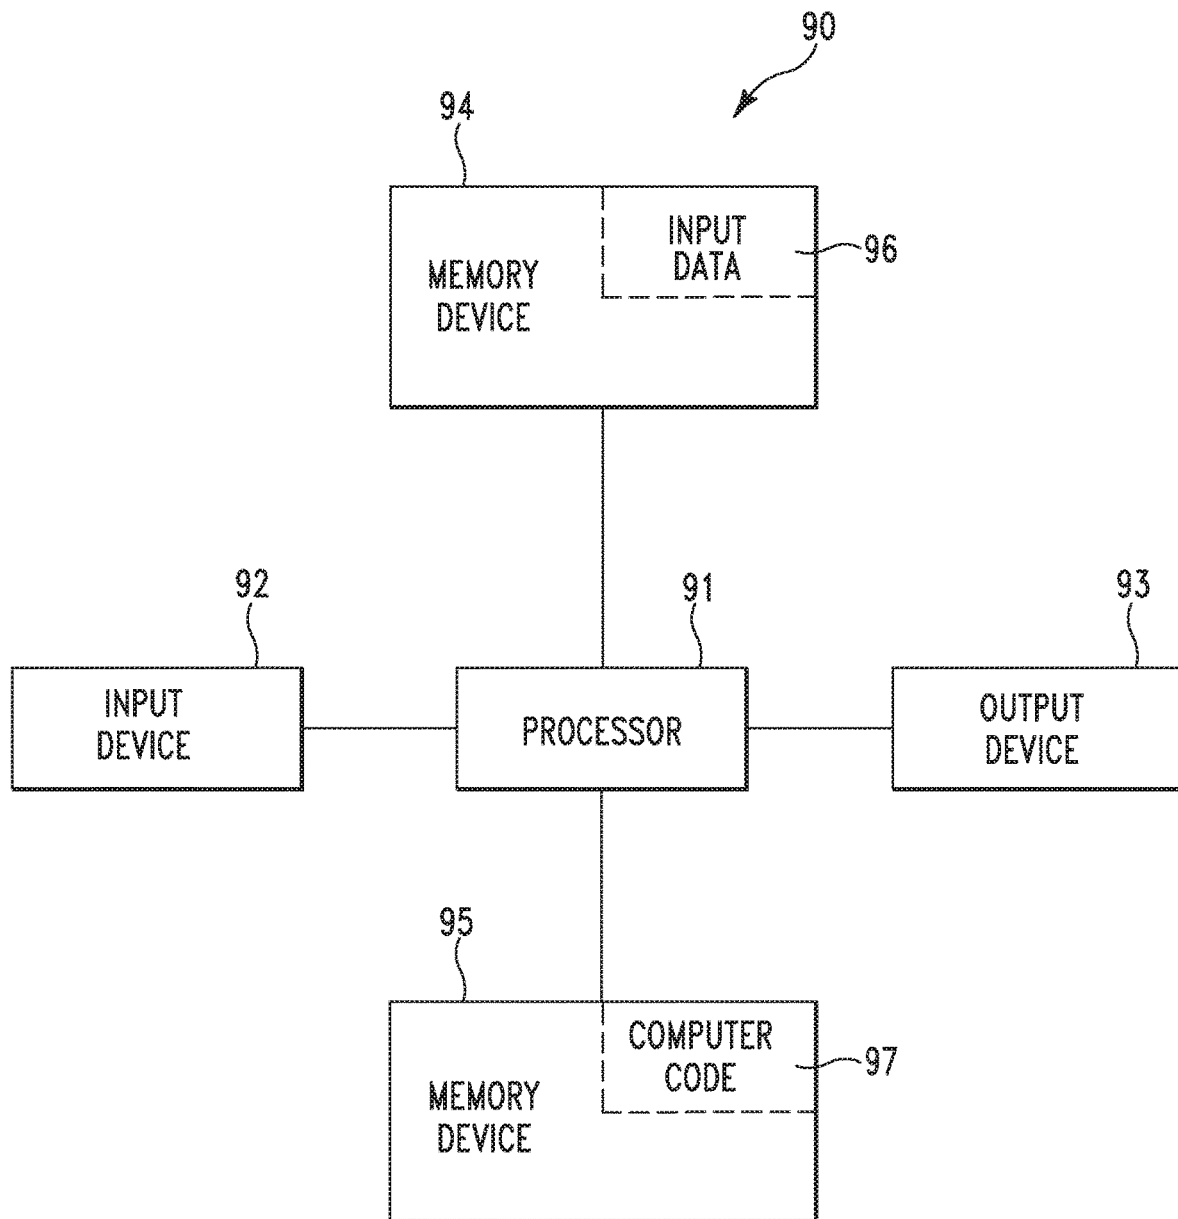 90
94
INPUT
DATA
96
MEMORY
DEVICE
92
91
93
INPUT
DEVICE
PROCESSOR
OUTPUT
DEVICE
95
COMPUTER
CODE
97
MEMORY
DEVICE